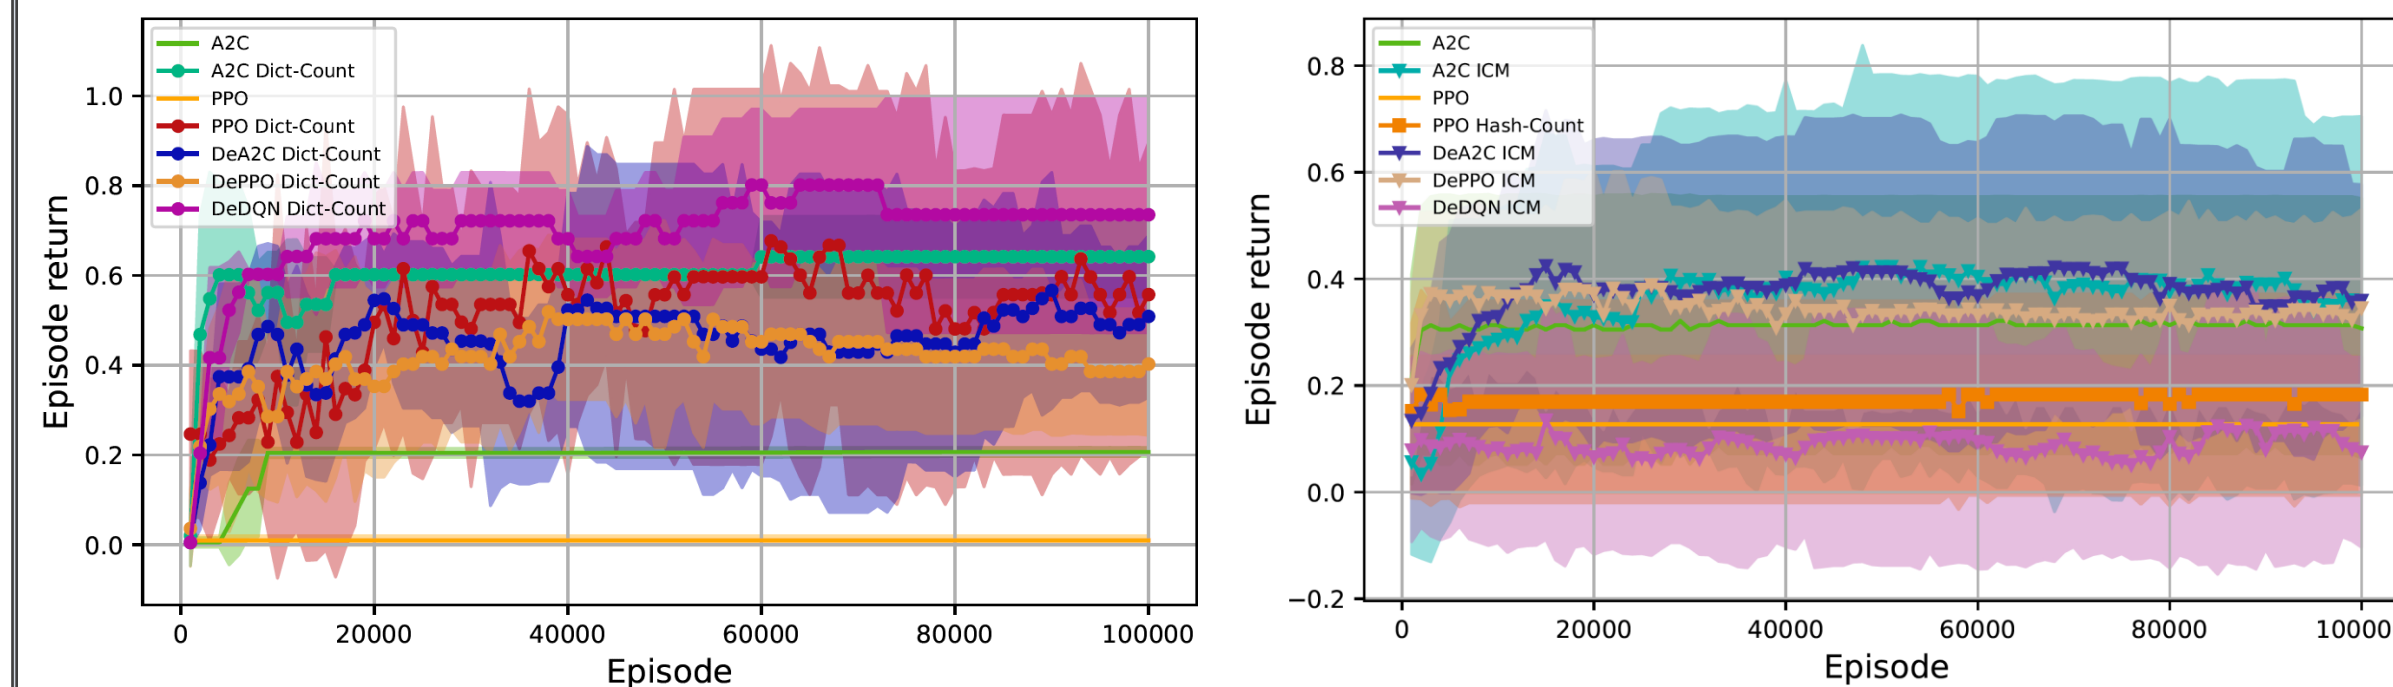 A2C
A2C Dict-Count
PPO
PPO Dict-Count
DeA2C Dict-Count
DePPO Dict-Count
DeDQN Dict-Count
1.0
0.8
0.6
0.4
0.2
0.0
Episode return
0 20000 40000 60000 80000 100000
Episode
A2C
A2C ICM
PPO
PPO Hash-Count
DeA2C ICM
DePPO ICM
DeDQN ICM
0.8
0.6
0.4
0.2
0.0
−0.2
Episode return
0 20000 40000 60000 80000 10000
Episode